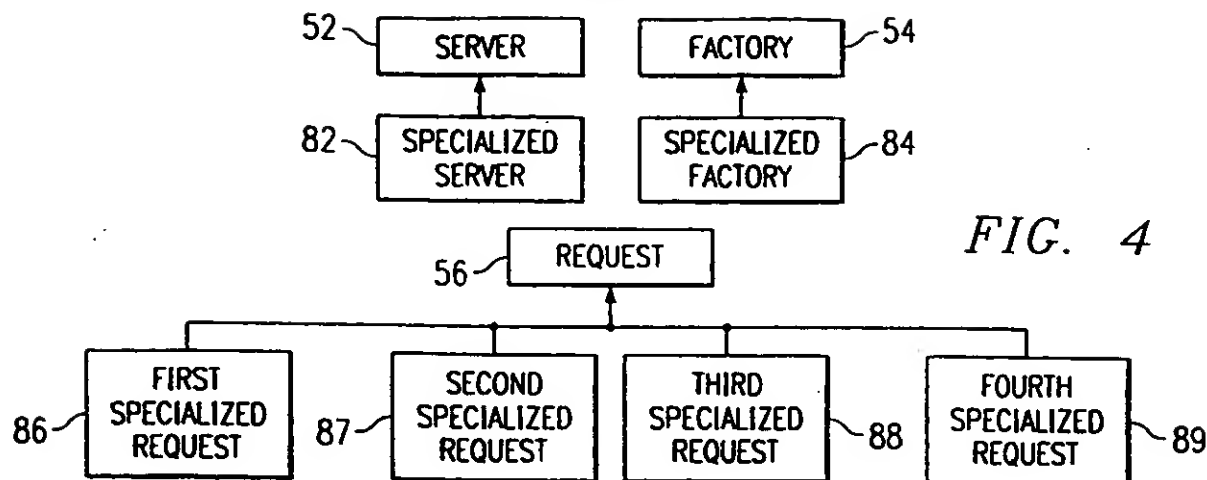 52 SERVER FACTORY 54
82 SPECIALIZED SERVER SPECIALIZED FACTORY 84
56 REQUEST
FIG. 4
86 FIRST SPECIALIZED REQUEST
87 SECOND SPECIALIZED REQUEST
THIRD SPECIALIZED REQUEST 88
FOURTH SPECIALIZED REQUEST 89